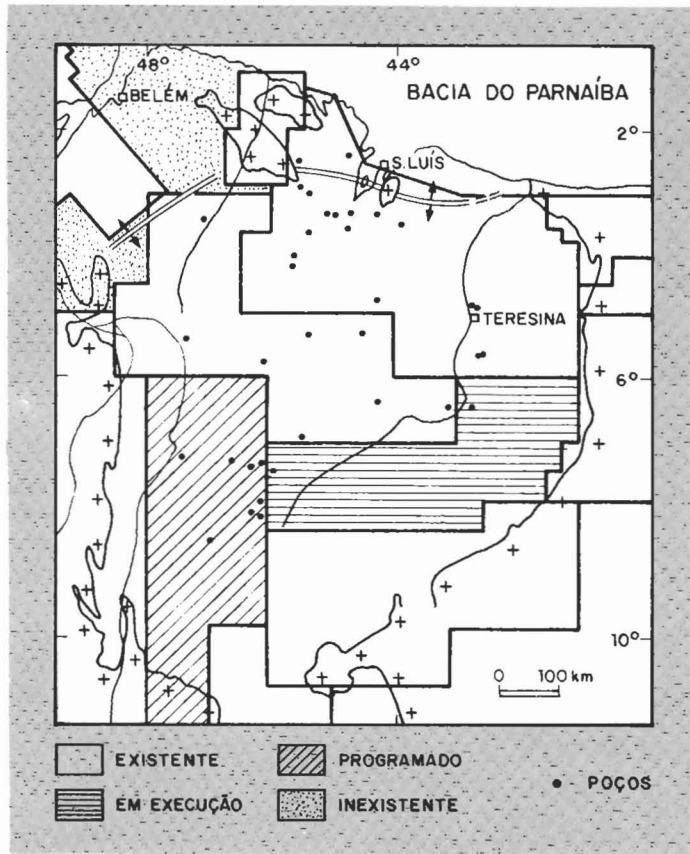 48° 44°
BELÉM
BACIA DO PARNAÍBA
2°
S. LUÍS
TERESINA
6°
10°
0 100 km
EXISTENTE
PROGRAMADO
EM EXECUÇÃO
INEXISTENTE
POÇOS